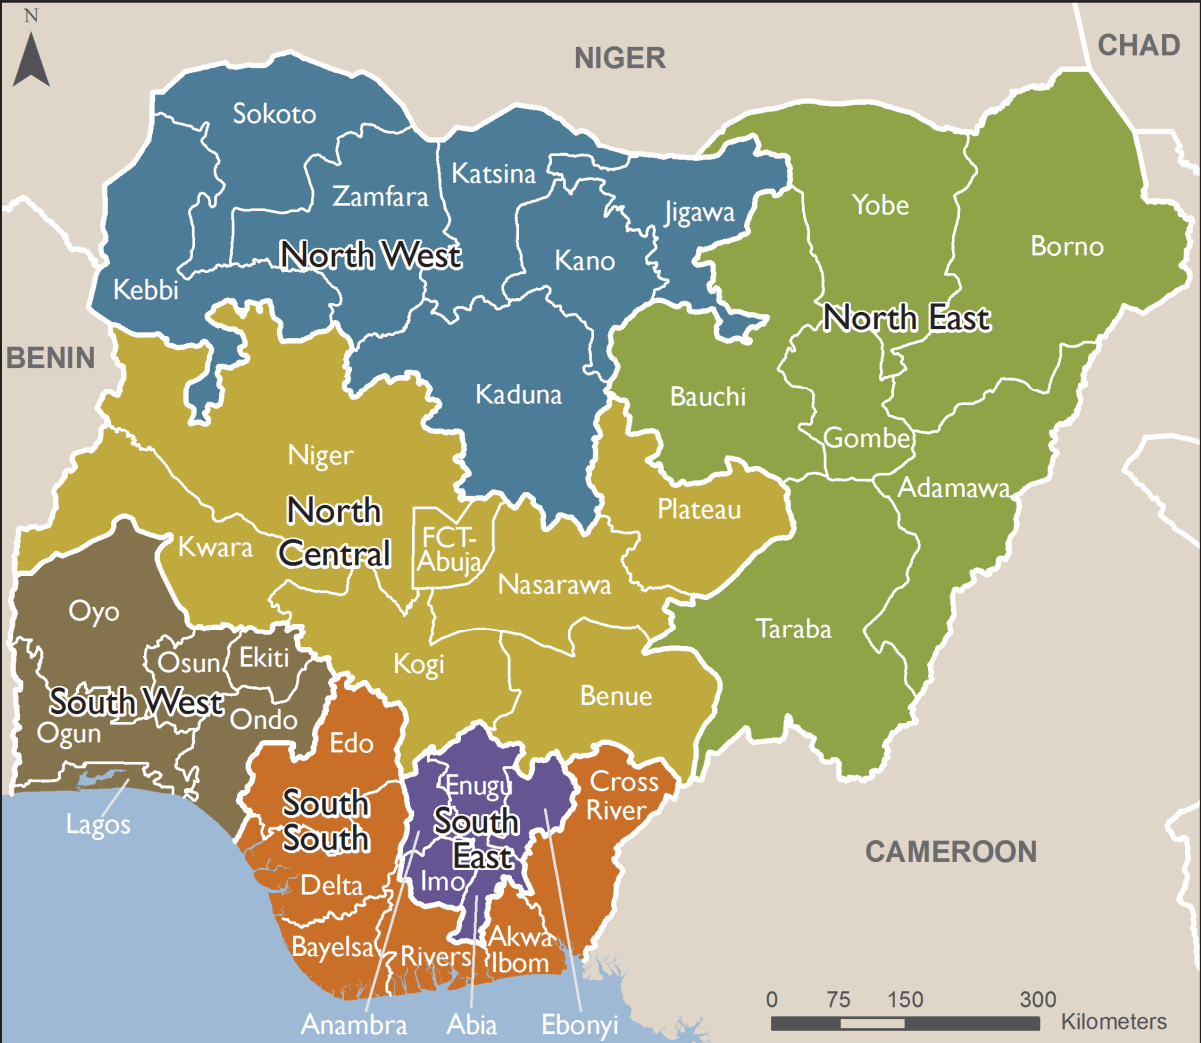 N
NIGER
CHAD
Sokoto
Katsina
Zamfara
Jigawa
Yobe
Borno
North West
Kano
Kebbi
North East
BENIN
Kaduna
Bauchi
Gombe
Niger
Adamawa
North
Central
Plateau
Kwara
FCT-
Abuja
Nasarawa
Oyo
Taraba
Osun
Ekiti
Kogi
Benue
South West
Ogun
Ondo
Edo
Enugu
Cross
River
South
South
South
East
Lagos
CAMEROON
Imo
Delta
Bayelsa
Rivers
Akwa
Ibom
Anambra
Abia
Ebonyi
0 75 150 300
Kilometers